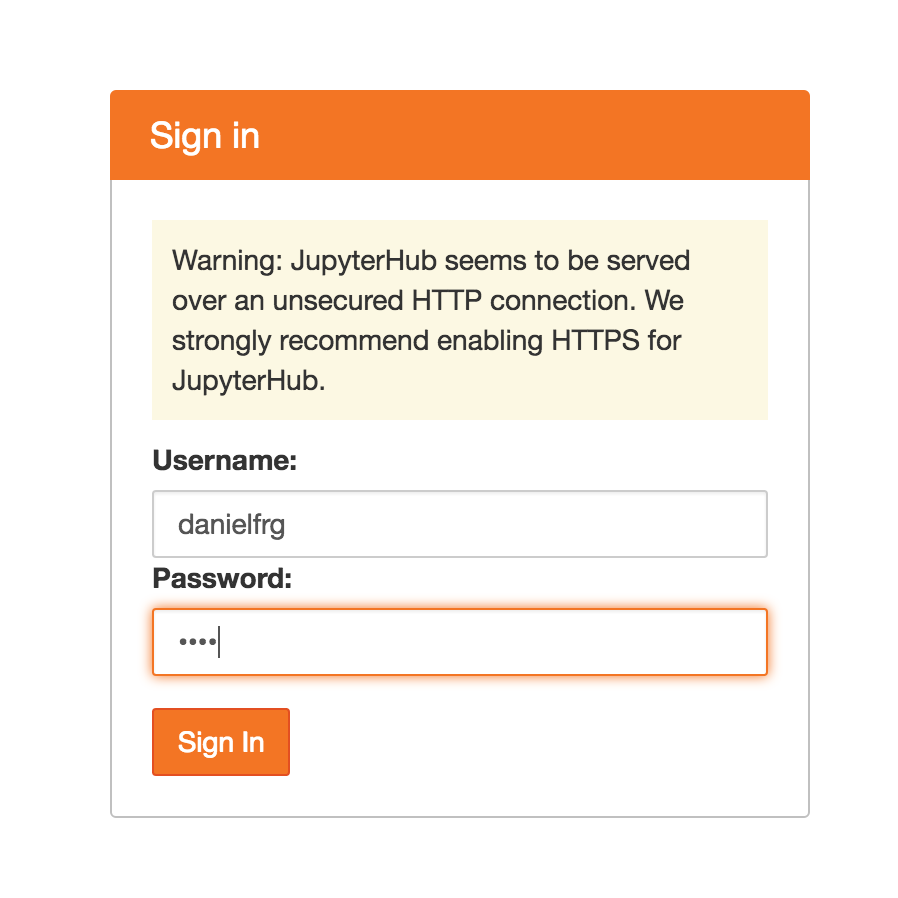 Sign in
Warning: JupyterHub seems to be served
over an unsecured HTTP connection. We
strongly recommend enabling HTTPS for
JupyterHub.
Username:
danielfrg
Password:
••••
Sign In